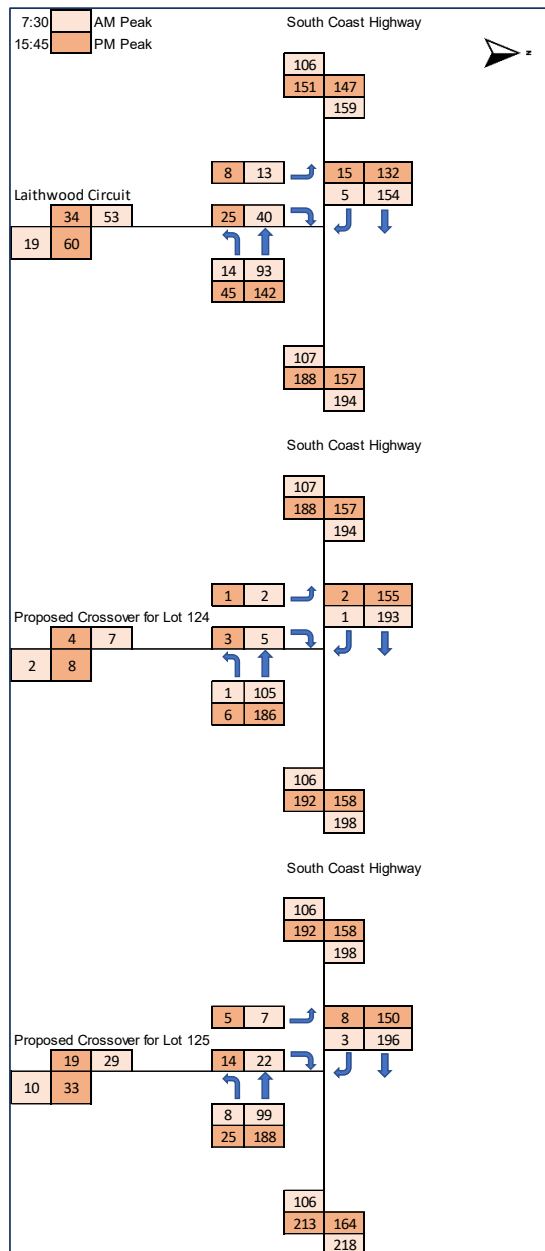 7:30 AM Peak South Coast Highway
15:45 PM Peak
N
106
151 147
159
8 13 15 132
5 154
Laithwood Circuit
34 53 25 40
19 60
14 93
45 142
107
188 157
194
South Coast Highway
107
188 157
194
1 2 2 155
1 193
Proposed Crossover for Lot 124
4 7 3 5
2 8
1 105
6 186
106
192 158
198
South Coast Highway
106
192 158
198
5 7 8 150
3 196
Proposed Crossover for Lot 125
19 29 14 22
10 33
8 99
25 188
106
213 164
218